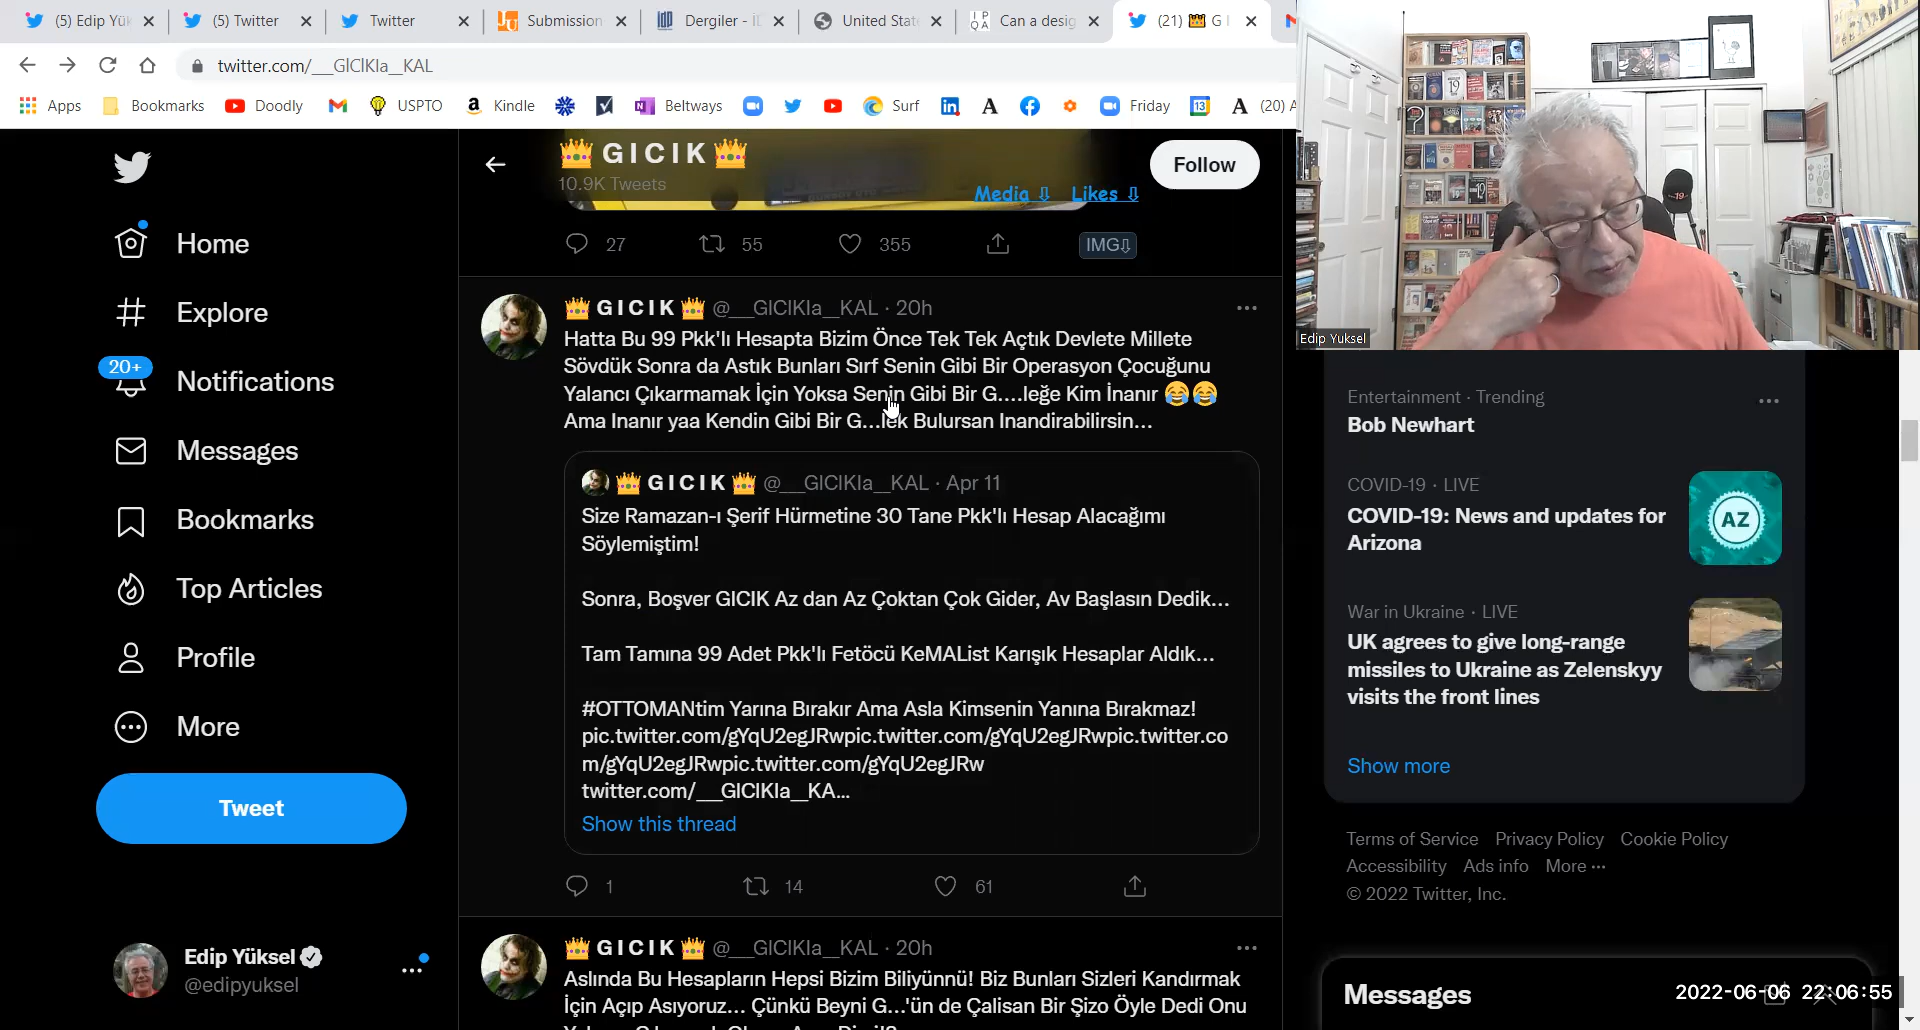 (5) Edip Yük
(5) Twitter
Twitter
Submission
Dergiler - İD
United Stat
Can a desig
(21) 👑 G I
twitter.com/___GlClKla__KAL
Apps
Bookmarks
Doodly
USPTO
Kindle
Beltways
Surf
Friday
(20) A
👑 G I C I K 👑
10.9K Tweets
Media ⇩ Likes ⇩
Follow
27
55
355
IMG⇩
Home
Explore
20+
Notifications
Messages
Bookmarks
Top Articles
Profile
More
Tweet
Edip Yüksel
@edipyuksel
👑 G I C I K 👑 @___GlClKla__KAL · 20h
Hatta Bu 99 Pkk'lı Hesapta Bizim Önce Tek Tek Açtık Devlete Millete
Sövdük Sonra da Astık Bunları Sırf Senin Gibi Bir Operasyon Çocuğunu
Yalancı Çıkarmamak İçin Yoksa Senin Gibi Bir G....leğe Kim İnanır 😂😂
Ama Inanır yaa Kendin Gibi Bir G...lek Bulursan Inandirabilirsin...
👑 G I C I K 👑 @___GlClKla__KAL · Apr 11
Size Ramazan-ı Şerif Hürmetine 30 Tane Pkk'lı Hesap Alacağımı
Söylemiştim!
Sonra, Boşver GICIK Az dan Az Çoktan Çok Gider, Av Başlasın Dedik...
Tam Tamına 99 Adet Pkk'lı Fetöcü KeMAList Karışık Hesaplar Aldık...
#OTTOMANtim Yarına Bırakır Ama Asla Kimsenin Yanına Bırakmaz!
pic.twitter.com/gYqU2egJRwpic.twitter.com/gYqU2egJRwpic.twitter.co
m/gYqU2egJRwpic.twitter.com/gYqU2egJRw
twitter.com/___GlClKla__KA...
Show this thread
1
14
61
👑 G I C I K 👑 @___GlClKla__KAL · 20h
Aslında Bu Hesapların Hepsi Bizim Biliyünnü! Biz Bunları Sizleri Kandırmak
İçin Açıp Asıyoruz... Çünkü Beyni G...'ün de Çalisan Bir Şizo Öyle Dedi Onu
Edip Yuksel
Entertainment · Trending
Bob Newhart
COVID-19 · LIVE
COVID-19: News and updates for
Arizona
AZ
War in Ukraine · LIVE
UK agrees to give long-range
missiles to Ukraine as Zelenskyy
visits the front lines
Show more
Terms of Service Privacy Policy Cookie Policy
Accessibility Ads info More ···
© 2022 Twitter, Inc.
Messages
2022-06-06 22:06:55